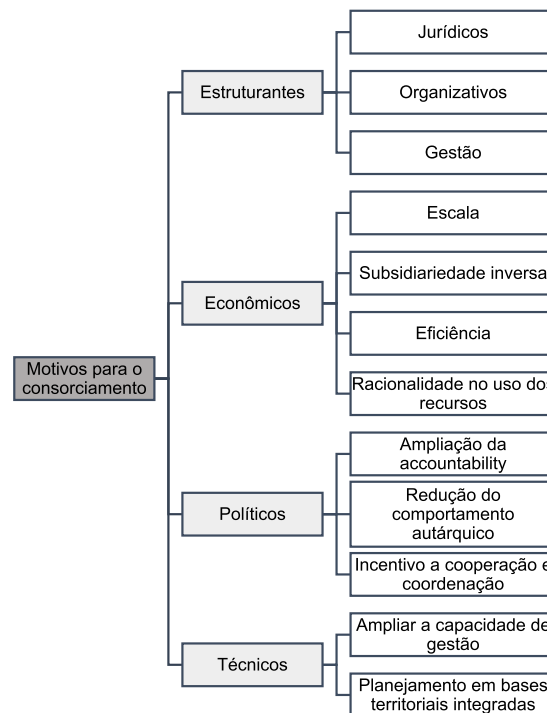 Jurídicos
Estruturantes
Organizativos
Gestão
Escala
Subsidiariedade inversa
Econômicos
Eficiência
Motivos para o
consorciamento
Racionalidade no uso dos
recursos
Ampliação da
accountability
Políticos
Redução do
comportamento
autárquico
Incentivo a cooperação e
coordenação
Ampliar a capacidade de
gestão
Técnicos
Planejamento em bases
territoriais integradas